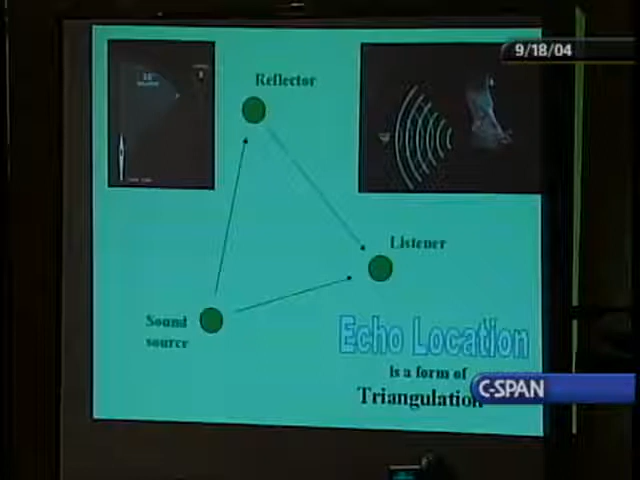 9/18/04
Reflector
Listener
Sound
source
Echo Location
is a form of
Triangulation
C-SPAN